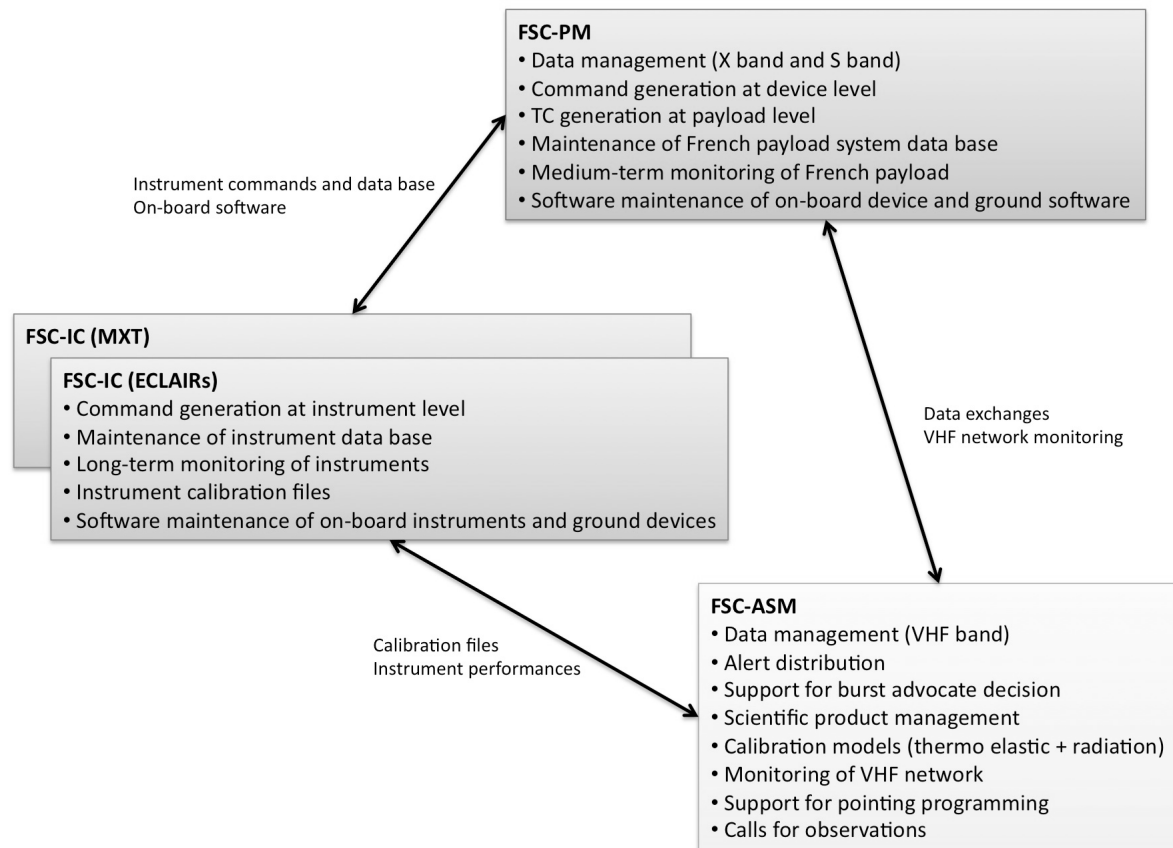 FSC-PM
• Data management (X band and S band)
• Command generation at device level
• TC generation at payload level
• Maintenance of French payload system data base
• Medium-term monitoring of French payload
• Software maintenance of on-board device and ground software
Instrument commands and data base
On-board software
FSC-IC (MXT)
FSC-IC (ECLAIRs)
• Command generation at instrument level
• Maintenance of instrument data base
• Long-term monitoring of instruments
• Instrument calibration files
• Software maintenance of on-board instruments and ground devices
Data exchanges
VHF network monitoring
Calibration files
Instrument performances
FSC-ASM
• Data management (VHF band)
• Alert distribution
• Support for burst advocate decision
• Scientific product management
• Calibration models (thermo elastic + radiation)
• Monitoring of VHF network
• Support for pointing programming
• Calls for observations